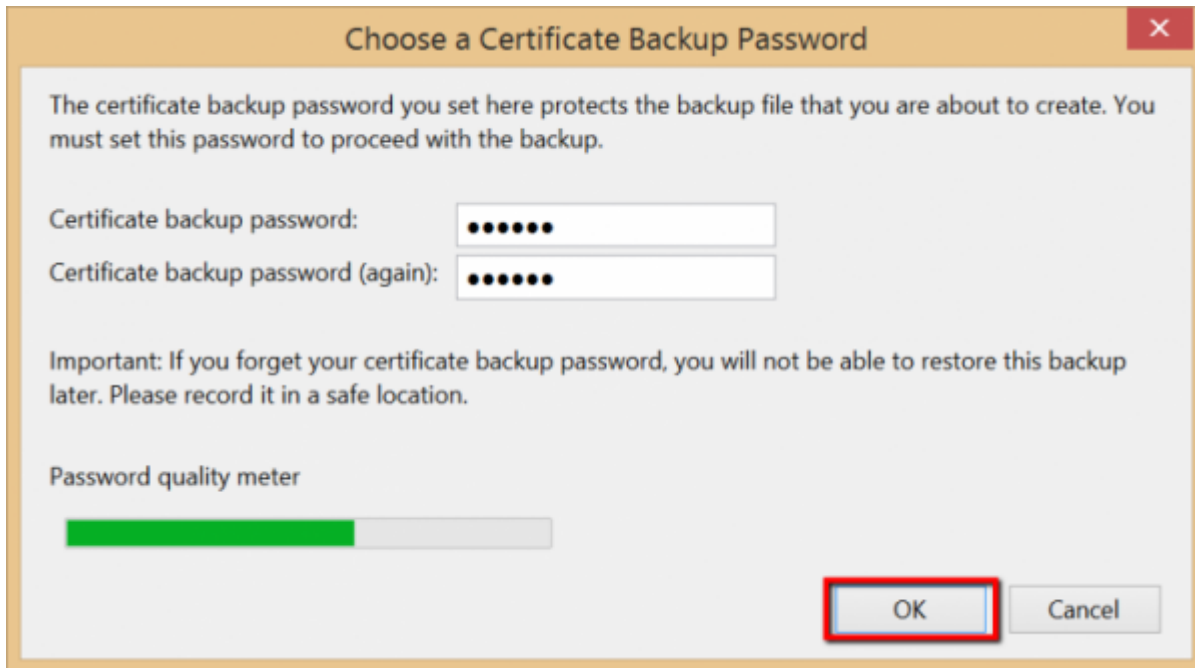 Choose a Certificate Backup Password
The certificate backup password you set here protects the backup file that you are about to create. You
must set this password to proceed with the backup.
Certificate backup password:
Certificate backup password (again):
Important: If you forget your certificate backup password, you will not be able to restore this backup
later. Please record it in a safe location.
Password quality meter
OK
Cancel